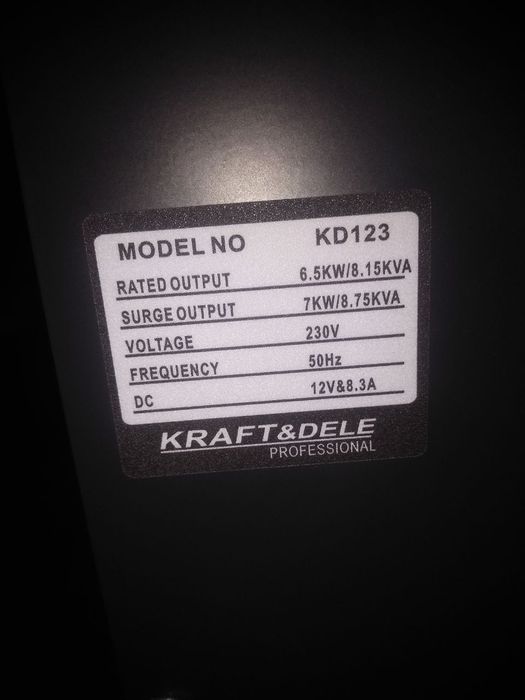 MODEL NO KD123
RATED OUTPUT 6.5KW/8.15KVA
SURGE OUTPUT 7KW/8.75KVA
VOLTAGE 230V
FREQUENCY 50Hz
DC 12V&8.3A
KRAFT&DELE
PROFESSIONAL